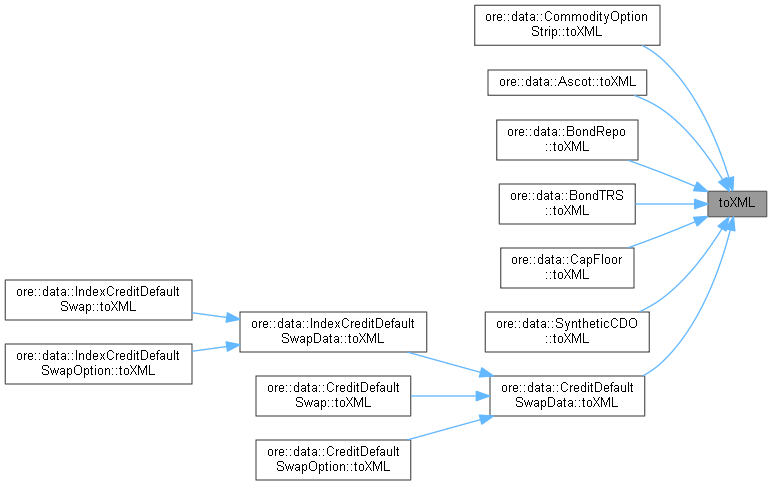 ore::data::CommodityOption
Strip::toXML
ore::data::Ascot::toXML
ore::data::BondRepo
::toXML
ore::data::BondTRS
::toXML
toXML
ore::data::CapFloor
::toXML
ore::data::IndexCreditDefault
Swap::toXML
ore::data::IndexCreditDefault
SwapData::toXML
ore::data::SyntheticCDO
::toXML
ore::data::IndexCreditDefault
SwapOption::toXML
ore::data::CreditDefault
Swap::toXML
ore::data::CreditDefault
SwapData::toXML
ore::data::CreditDefault
SwapOption::toXML